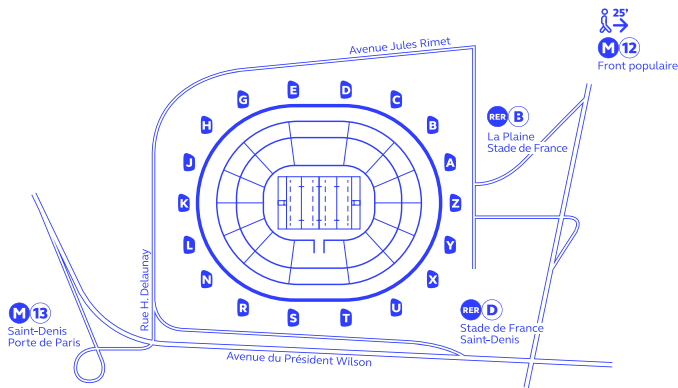 25'
M 12
Front populaire
Avenue Jules Rimet
E
D
G
C
H
B
RER B
La Plaine
Stade de France
J
A
K
Z
L
Y
N
X
R
U
S
T
Rue H. Delaunay
M 13
Saint-Denis
Porte de Paris
RER D
Stade de France
Saint-Denis
Avenue du Président Wilson